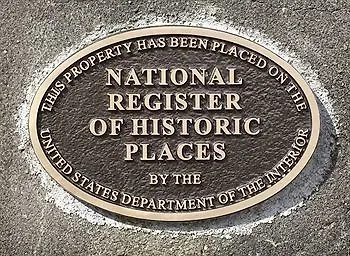 THIS PROPERTY HAS BEEN PLACED ON THE
NATIONAL
REGISTER
OF HISTORIC
PLACES
BY THE
UNITED STATES DEPARTMENT OF THE INTERIOR